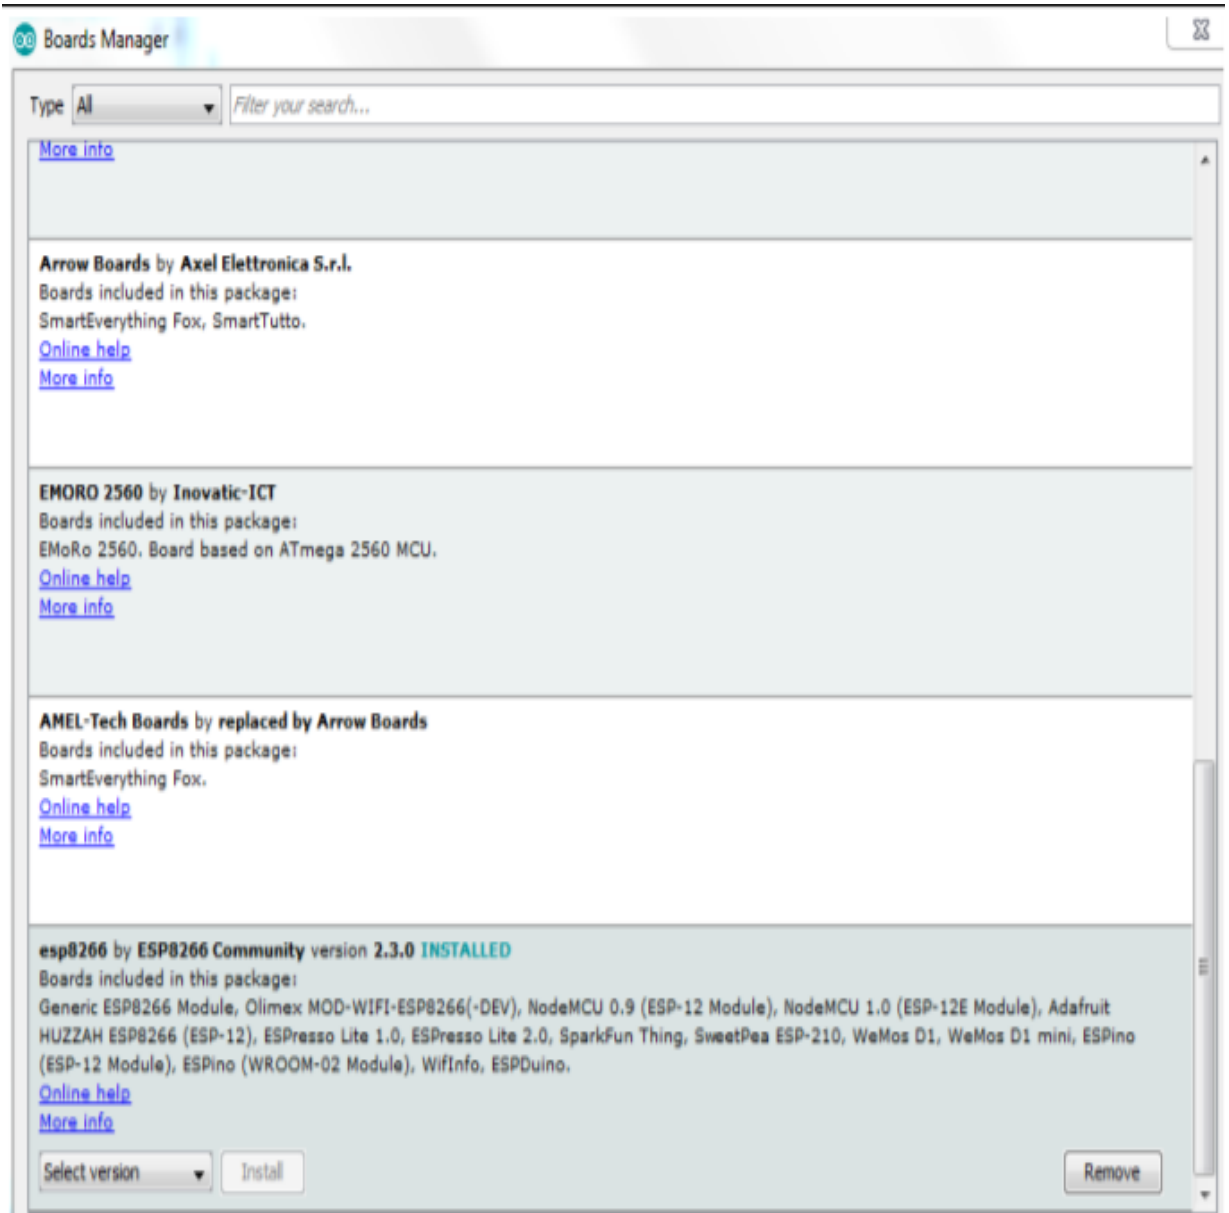 Boards Manager
Type All Filter your search...
More info
Arrow Boards by Axel Elettronica S.r.l.
Boards included in this package:
SmartEverything Fox, SmartTutto.
Online help
More info
EMORO 2560 by Inovatic-ICT
Boards included in this package:
EMoRo 2560. Board based on ATmega 2560 MCU.
Online help
More info
AMEL-Tech Boards by replaced by Arrow Boards
Boards included in this package:
SmartEverything Fox.
Online help
More info
esp8266 by ESP8266 Community version 2.3.0 INSTALLED
Boards included in this package:
Generic ESP8266 Module, Olimex MOD-WIFI-ESP8266(-DEV), NodeMCU 0.9 (ESP-12 Module), NodeMCU 1.0 (ESP-12E Module), Adafruit
HUZZAH ESP8266 (ESP-12), ESPresso Lite 1.0, ESPresso Lite 2.0, SparkFun Thing, SweetPea ESP-210, WeMos D1, WeMos D1 mini, ESPino
(ESP-12 Module), ESPino (WROOM-02 Module), WifInfo, ESPDuino.
Online help
More info
Select version Install Remove